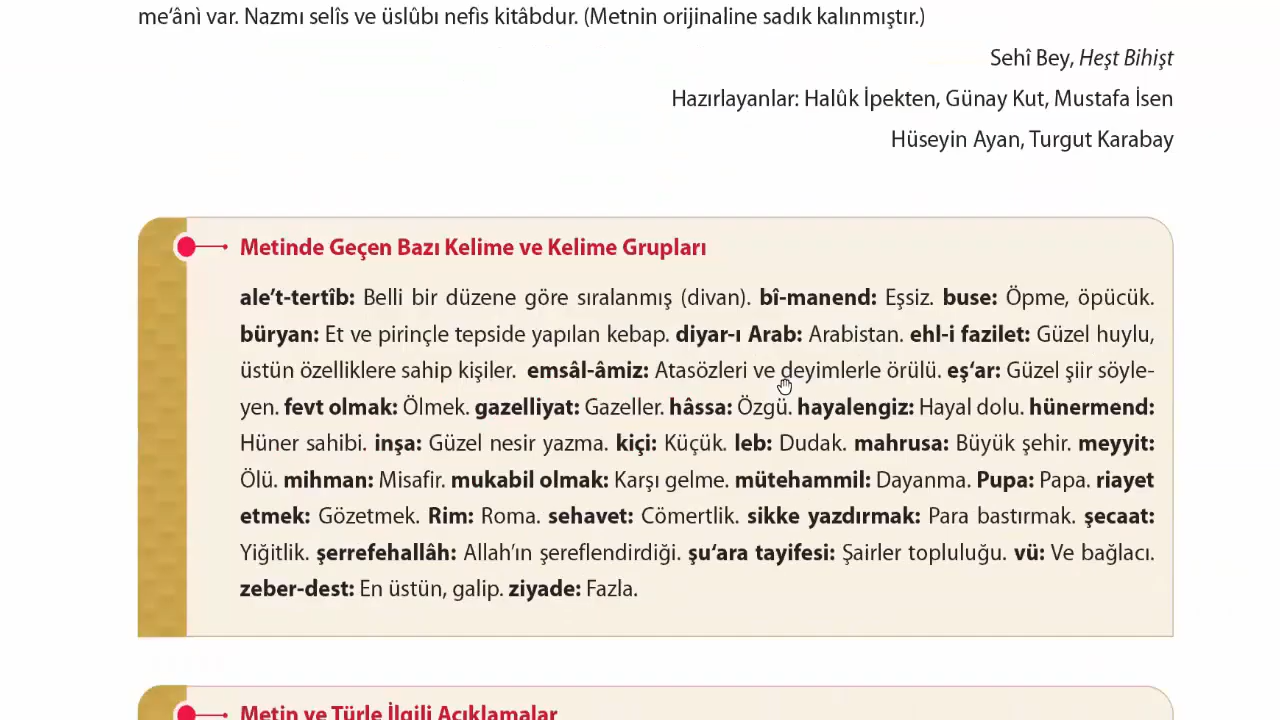 me‘ânì var. Nazmı selîs ve üslûbı nefis kitâbdur. (Metnin orijinaline sadık kalınmıştır.)
Sehî Bey, Heşt Bihişt
Hazırlayanlar: Halûk İpekten, Günay Kut, Mustafa İsen
Hüseyin Ayan, Turgut Karabay
Metinde Geçen Bazı Kelime ve Kelime Grupları
ale’t-tertîb: Belli bir düzene göre sıralanmış (divan). bî-manend: Eşsiz. buse: Öpme, öpücük.
büryan: Et ve pirinçle tepside yapılan kebap. diyar-ı Arab: Arabistan. ehl-i fazilet: Güzel huylu,
üstün özelliklere sahip kişiler. emsâl-âmiz: Atasözleri ve deyimlerle örülü. eş‘ar: Güzel şiir söyle-
yen. fevt olmak: Ölmek. gazelliyat: Gazeller. hâssa: Özgü. hayalengiz: Hayal dolu. hünermend:
Hüner sahibi. inşa: Güzel nesir yazma. kiçi: Küçük. leb: Dudak. mahrusa: Büyük şehir. meyyit:
Ölü. mihman: Misafir. mukabil olmak: Karşı gelme. mütehammil: Dayanma. Pupa: Papa. riayet
etmek: Gözetmek. Rim: Roma. sehavet: Cömertlik. sikke yazdırmak: Para bastırmak. şecaat:
Yiğitlik. şerrefehallâh: Allah’ın şereflendirdiği. şu’ara tayifesi: Şairler topluluğu. vü: Ve bağlacı.
zeber-dest: En üstün, galip. ziyade: Fazla.
Metin ve Türle İlgili Açıklamalar